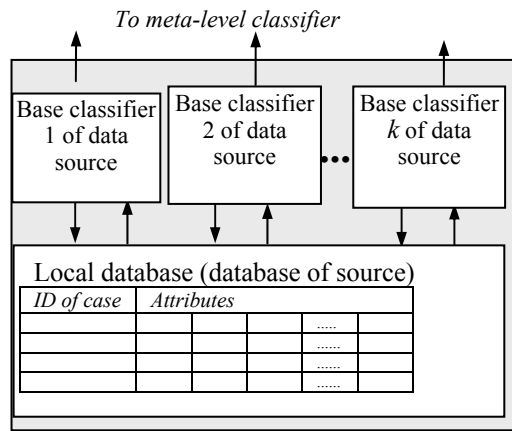 To meta-level classifier
Base classifier
1 of data
source
Base classifier
2 of data
source
•••
Base classifier
k of data
source
Local database (database of source)
ID of case Attributes
.....
......
......
......